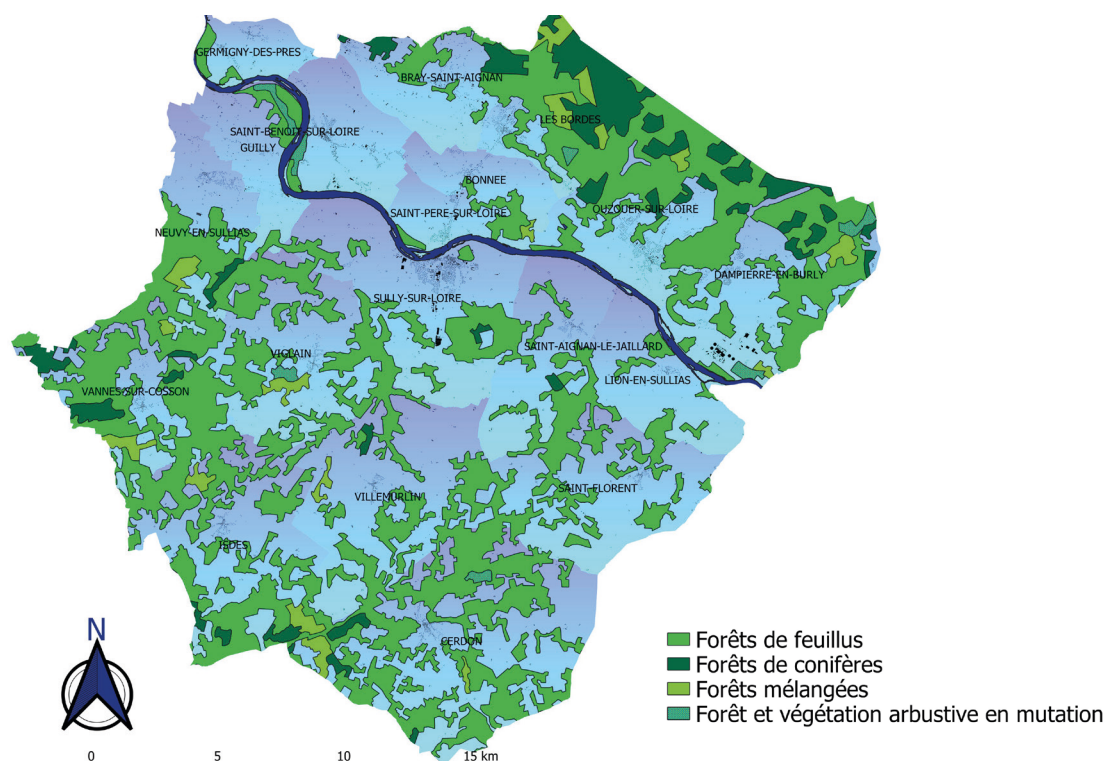 GERMIGNY-DES-PRES
BRAY-SAINT-AIGNAN
LES BORDES
SAINT-BENOIT-SUR-LOIRE
GUILLY
BONNEE
SAINT-PERE-SUR-LOIRE
OUZOUER-SUR-LOIRE
NEUVY-EN-SULLIAS
DAMPIERRE-EN-BURLY
SULLY-SUR-LOIRE
SAINT-AIGNAN-LE-JAILLARD
VIGLAIN
LION-EN-SULLIAS
VANNES-SUR-COSSON
SAINT-FLORENT
VILLEMURLIN
ISDES
CERDON
N
Forêts de feuillus
Forêts de conifères
Forêts mélangées
Forêt et végétation arbustive en mutation
0 5 10 15 km